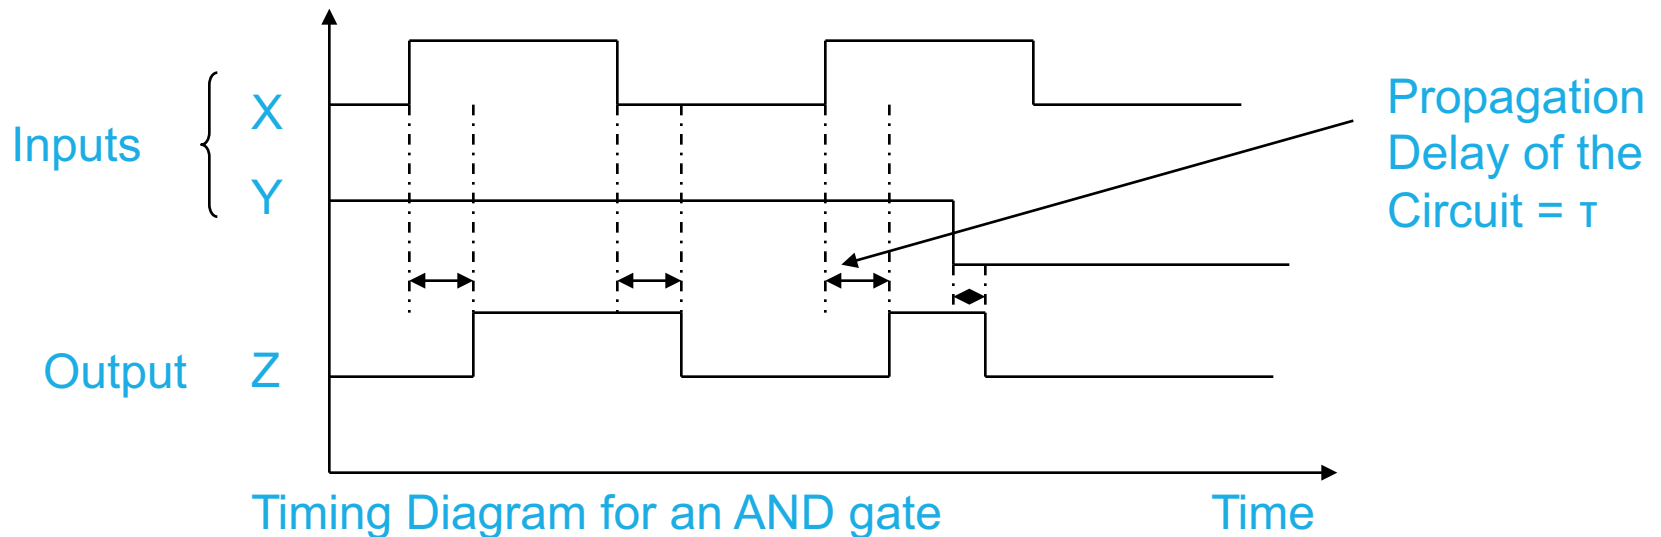 Inputs
X
Y
Propagation
Delay of the
Circuit = τ
Output
Z
Timing Diagram for an AND gate
Time